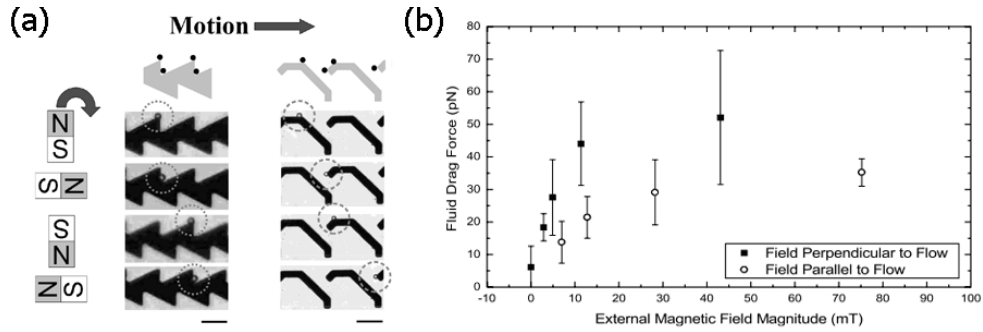 (a)
Motion
N
S
S N
S
N
N S
(b)
80
70
60
50
40
30
20
10
0
Fluid Drag Force (pN)
Field Perpendicular to Flow
Field Parallel to Flow
-10 0 10 20 30 40 50 60 70 80 90 100
External Magnetic Field Magnitude (mT)